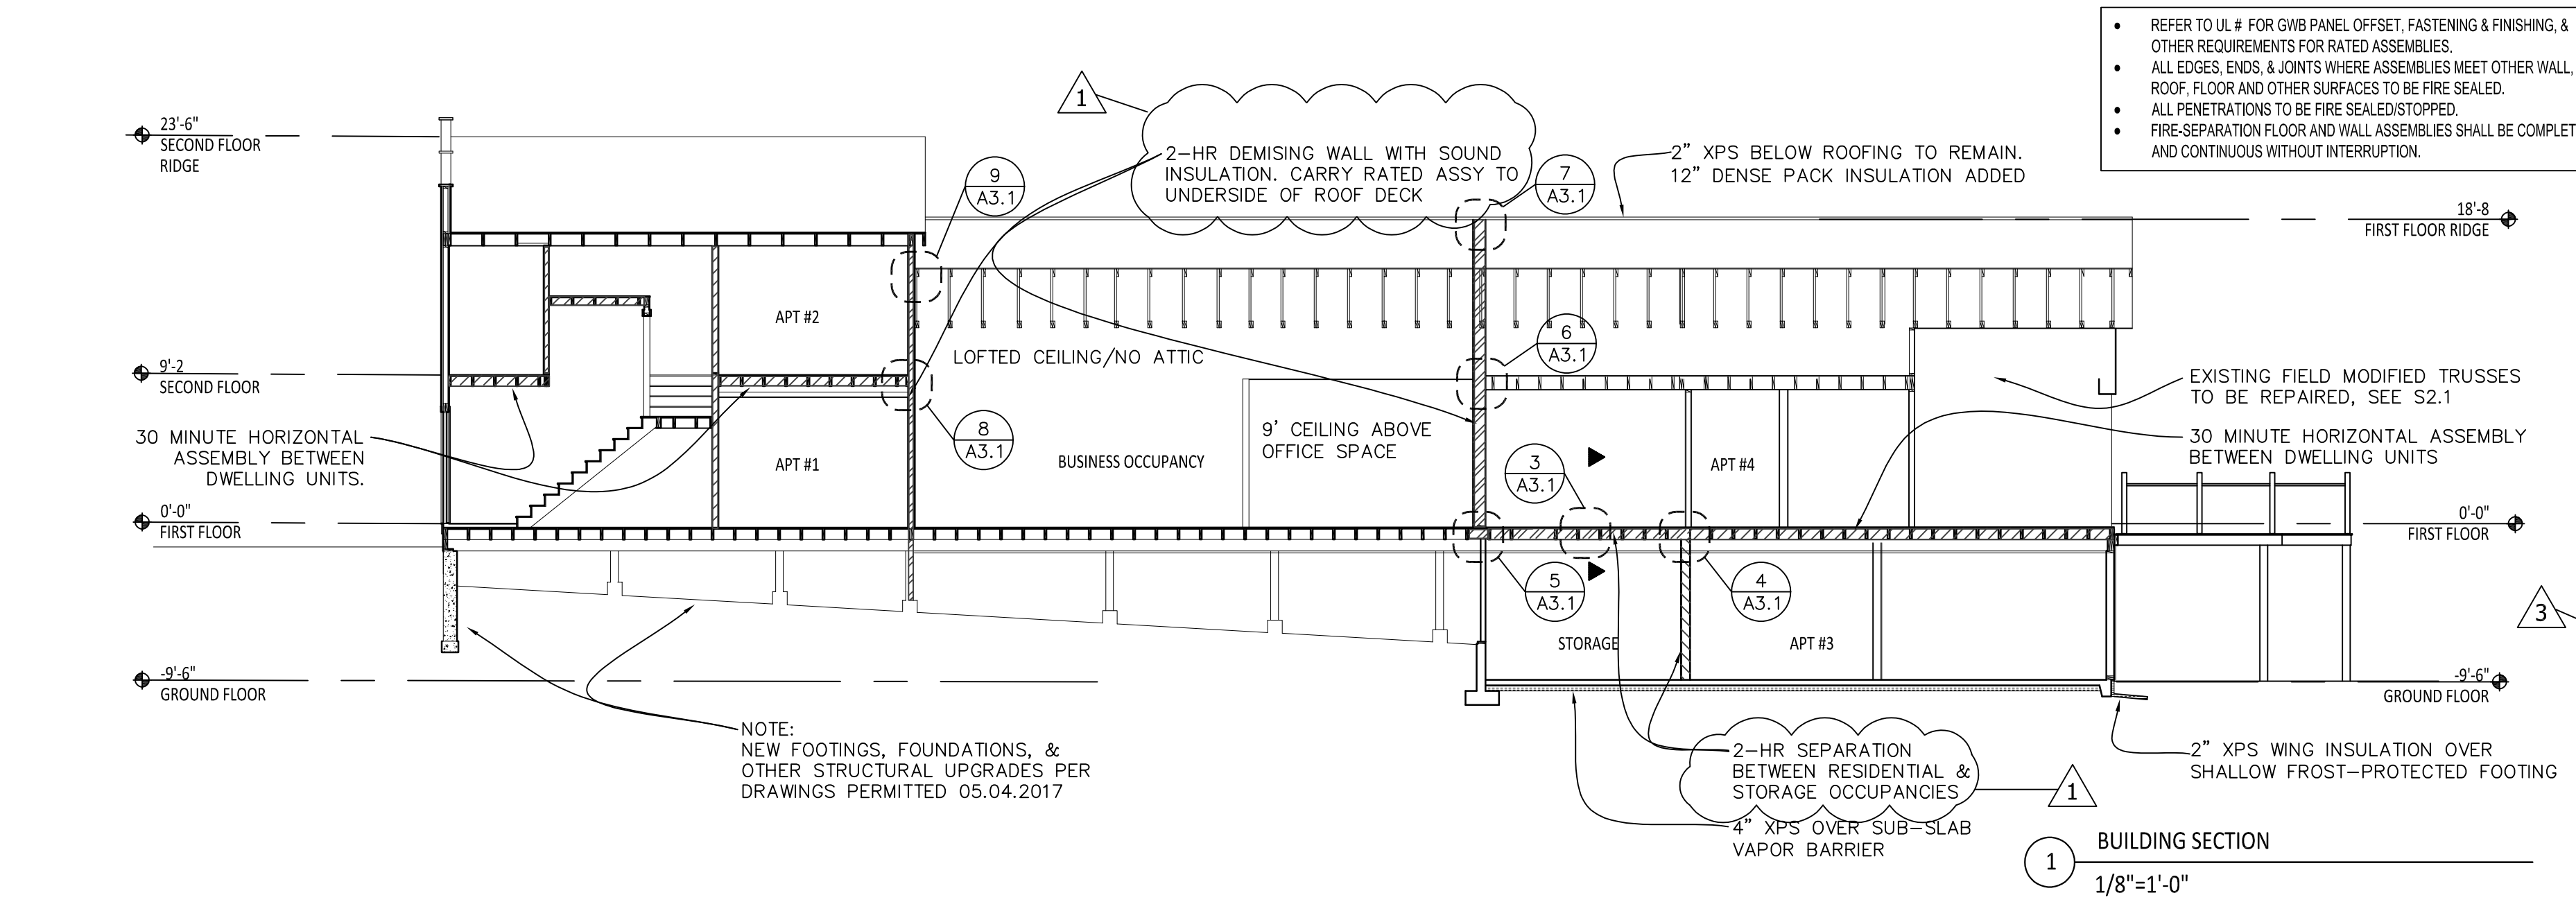 • REFER TO UL # FOR GWB PANEL OFFSET, FASTENING & FINISHING, &
OTHER REQUIREMENTS FOR RATED ASSEMBLIES.
• ALL EDGES, ENDS, & JOINTS WHERE ASSEMBLIES MEET OTHER WALL,
ROOF, FLOOR AND OTHER SURFACES TO BE FIRE SEALED.
• ALL PENETRATIONS TO BE FIRE SEALED/STOPPED.
• FIRE-SEPARATION FLOOR AND WALL ASSEMBLIES SHALL BE COMPLET
AND CONTINUOUS WITHOUT INTERRUPTION.
23'-6"
SECOND FLOOR
RIDGE
1
2-HR DEMISING WALL WITH SOUND
INSULATION. CARRY RATED ASSY TO
UNDERSIDE OF ROOF DECK
9
A3.1
7
A3.1
2" XPS BELOW ROOFING TO REMAIN.
12" DENSE PACK INSULATION ADDED
18'-8
FIRST FLOOR RIDGE
APT #2
LOFTED CEILING/NO ATTIC
6
A3.1
9'-2
SECOND FLOOR
EXISTING FIELD MODIFIED TRUSSES
TO BE REPAIRED, SEE S2.1
30 MINUTE HORIZONTAL
ASSEMBLY BETWEEN
DWELLING UNITS.
8
A3.1
9' CEILING ABOVE
OFFICE SPACE
30 MINUTE HORIZONTAL ASSEMBLY
BETWEEN DWELLING UNITS
APT #1
BUSINESS OCCUPANCY
3
A3.1
APT #4
0'-0"
FIRST FLOOR
0'-0"
FIRST FLOOR
5
A3.1
4
A3.1
3
STORAGE
APT #3
-9'-6"
GROUND FLOOR
-9'-6"
GROUND FLOOR
NOTE:
NEW FOOTINGS, FOUNDATIONS, &
OTHER STRUCTURAL UPGRADES PER
DRAWINGS PERMITTED 05.04.2017
2-HR SEPARATION
BETWEEN RESIDENTIAL &
STORAGE OCCUPANCIES
1
2" XPS WING INSULATION OVER
SHALLOW FROST-PROTECTED FOOTING
4" XPS OVER SUB-SLAB
VAPOR BARRIER
1
BUILDING SECTION
1/8"=1'-0"